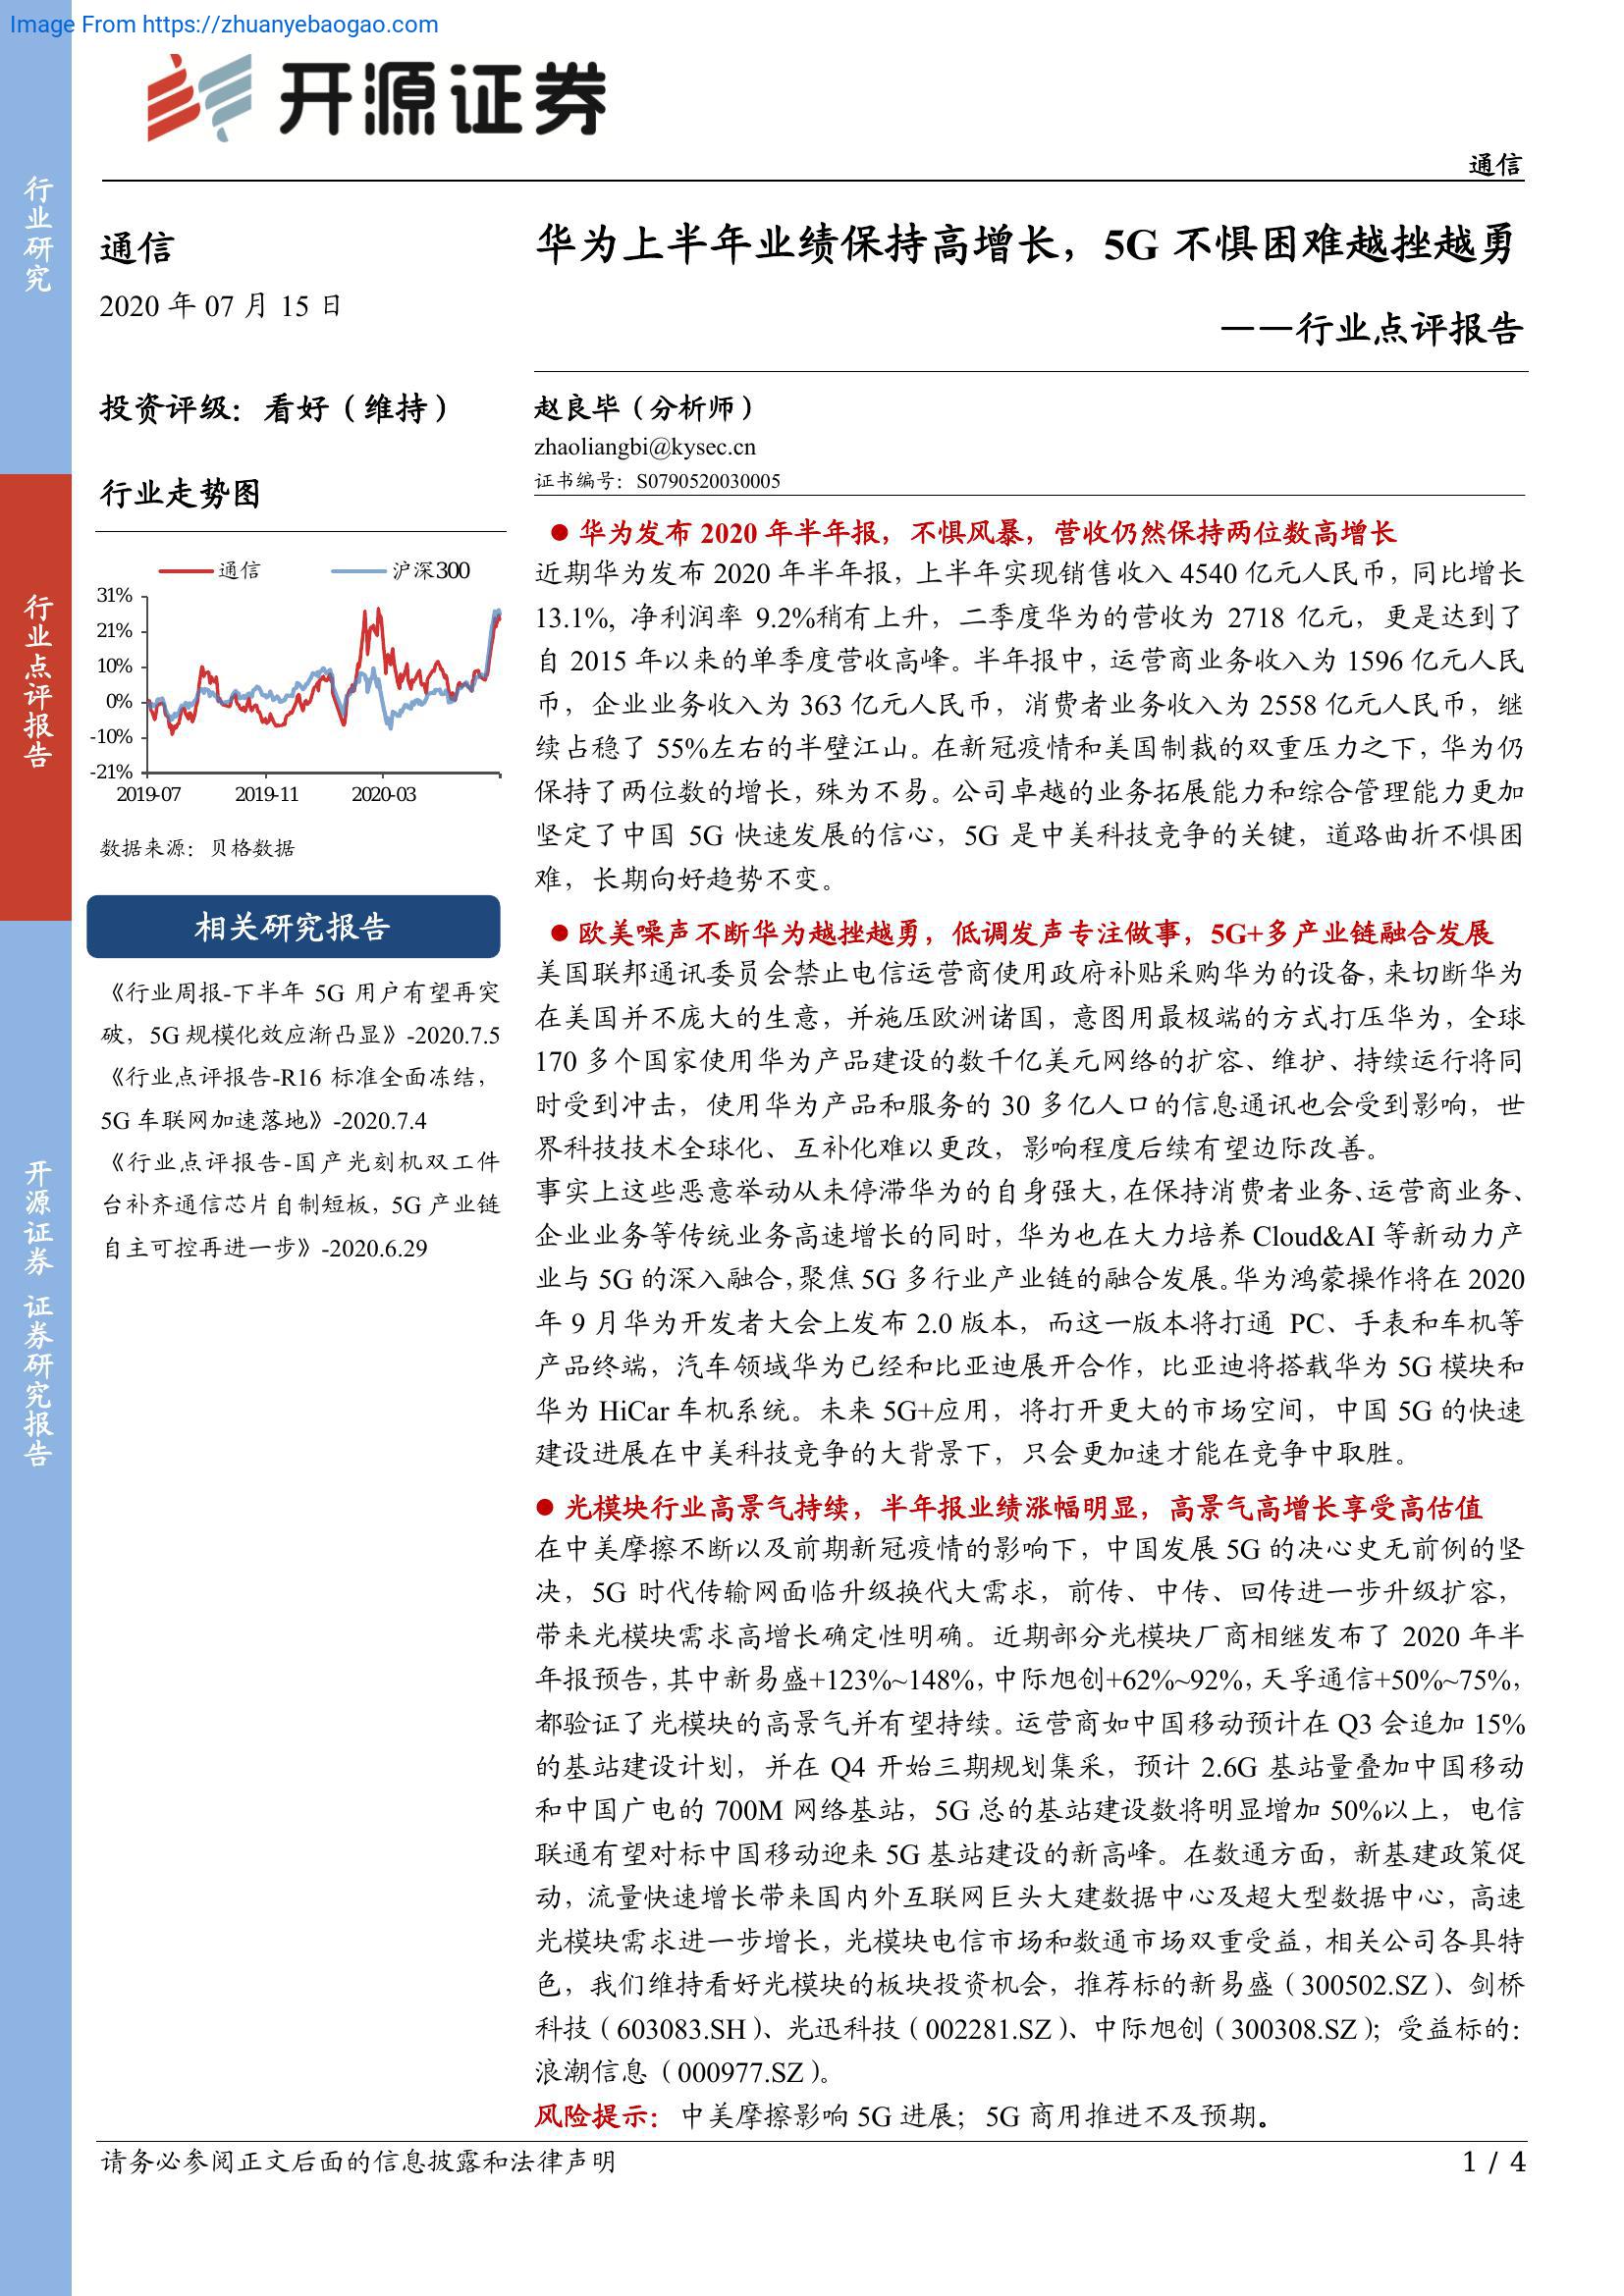 Image From https://zhuanyebaogao.com
开源证券
通信
行业研究
行业点评报告
开源证券 证券研究报告
通信
2020 年 07 月 15 日
投资评级：看好（维持）
行业走势图
通信 沪深300
31%
21%
10%
0%
-10%
-21%
2019-07 2019-11 2020-03
数据来源：贝格数据
相关研究报告
《行业周报-下半年 5G 用户有望再突
破，5G 规模化效应渐凸显》-2020.7.5
《行业点评报告-R16 标准全面冻结，
5G 车联网加速落地》-2020.7.4
《行业点评报告-国产光刻机双工件
台补齐通信芯片自制短板，5G 产业链
自主可控再进一步》-2020.6.29
华为上半年业绩保持高增长，5G 不惧困难越挫越勇
——行业点评报告
赵良毕（分析师）
zhaoliangbi@kysec.cn
证书编号：S0790520030005
● 华为发布 2020 年半年报，不惧风暴，营收仍然保持两位数高增长
近期华为发布 2020 年半年报，上半年实现销售收入 4540 亿元人民币，同比增长
13.1%, 净利润率 9.2%稍有上升，二季度华为的营收为 2718 亿元，更是达到了
自 2015 年以来的单季度营收高峰。半年报中，运营商业务收入为 1596 亿元人民
币，企业业务收入为 363 亿元人民币，消费者业务收入为 2558 亿元人民币，继
续占稳了 55%左右的半壁江山。在新冠疫情和美国制裁的双重压力之下，华为仍
保持了两位数的增长，殊为不易。公司卓越的业务拓展能力和综合管理能力更加
坚定了中国 5G 快速发展的信心，5G 是中美科技竞争的关键，道路曲折不惧困
难，长期向好趋势不变。
● 欧美噪声不断华为越挫越勇，低调发声专注做事，5G+多产业链融合发展
美国联邦通讯委员会禁止电信运营商使用政府补贴采购华为的设备，来切断华为
在美国并不庞大的生意，并施压欧洲诸国，意图用最极端的方式打压华为，全球
170 多个国家使用华为产品建设的数千亿美元网络的扩容、维护、持续运行将同
时受到冲击，使用华为产品和服务的 30 多亿人口的信息通讯也会受到影响，世
界科技技术全球化、互补化难以更改，影响程度后续有望边际改善。
事实上这些恶意举动从未停滞华为的自身强大，在保持消费者业务、运营商业务、
企业业务等传统业务高速增长的同时，华为也在大力培养 Cloud&AI 等新动力产
业与 5G 的深入融合，聚焦 5G 多行业产业链的融合发展。华为鸿蒙操作将在 2020
年 9 月华为开发者大会上发布 2.0 版本，而这一版本将打通 PC、手表和车机等
产品终端，汽车领域华为已经和比亚迪展开合作，比亚迪将搭载华为 5G 模块和
华为 HiCar 车机系统。未来 5G+应用，将打开更大的市场空间，中国 5G 的快速
建设进展在中美科技竞争的大背景下，只会更加速才能在竞争中取胜。
● 光模块行业高景气持续，半年报业绩涨幅明显，高景气高增长享受高估值
在中美摩擦不断以及前期新冠疫情的影响下，中国发展 5G 的决心史无前例的坚
决，5G 时代传输网面临升级换代大需求，前传、中传、回传进一步升级扩容，
带来光模块需求高增长确定性明确。近期部分光模块厂商相继发布了 2020 年半
年报预告，其中新易盛+123%~148%，中际旭创+62%~92%，天孚通信+50%~75%，
都验证了光模块的高景气并有望持续。运营商如中国移动预计在 Q3 会追加 15%
的基站建设计划，并在 Q4 开始三期规划集采，预计 2.6G 基站量叠加中国移动
和中国广电的 700M 网络基站，5G 总的基站建设数将明显增加 50%以上，电信
联通有望对标中国移动迎来 5G 基站建设的新高峰。在数通方面，新基建政策促
动，流量快速增长带来国内外互联网巨头大建数据中心及超大型数据中心，高速
光模块需求进一步增长，光模块电信市场和数通市场双重受益，相关公司各具特
色，我们维持看好光模块的板块投资机会，推荐标的新易盛（300502.SZ）、剑桥
科技（603083.SH）、光迅科技（002281.SZ）、中际旭创（300308.SZ）；受益标的：
浪潮信息（000977.SZ）。
风险提示：中美摩擦影响 5G 进展；5G 商用推进不及预期。
请务必参阅正文后面的信息披露和法律声明
1 / 4